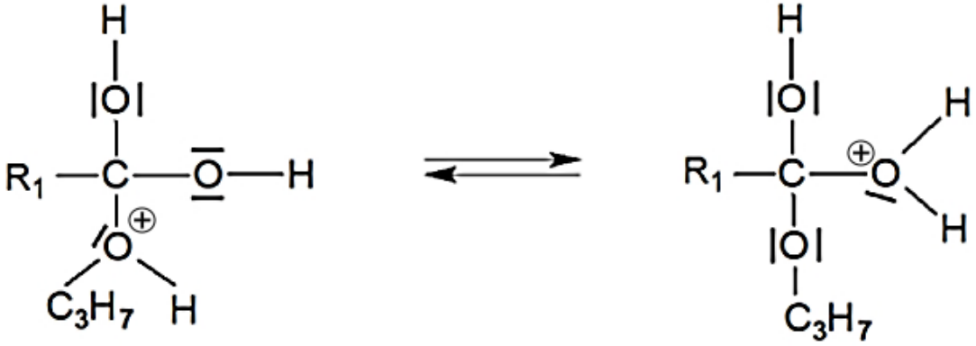 H H
|O| |O| H
R₁ C O H R₁ C ⊕ O
O ⊕ |O| H
C₃H₇ H C₃H₇